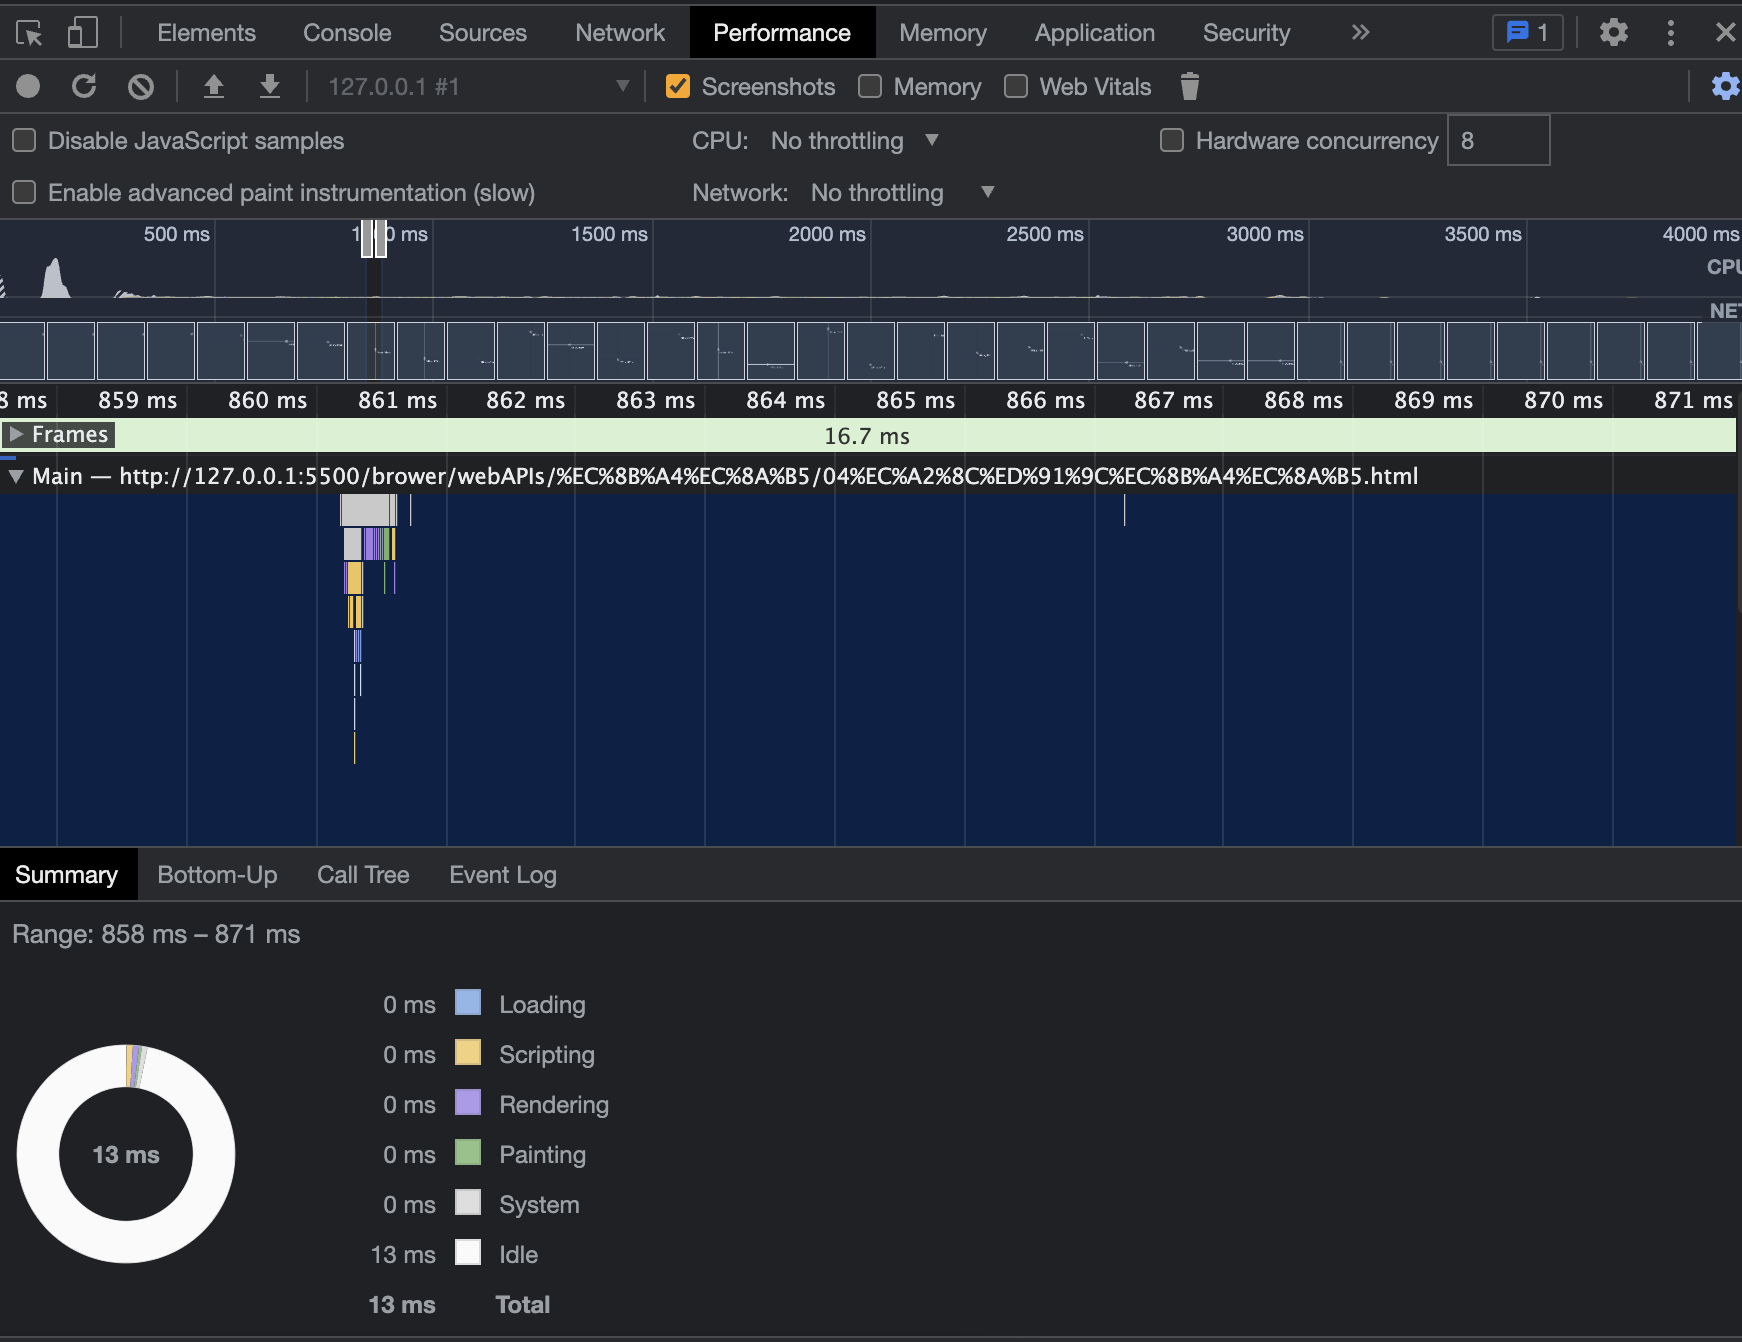 Elements Console Sources Network Performance Memory Application Security » 1
127.0.0.1 #1 Screenshots Memory Web Vitals
Disable JavaScript samples CPU: No throttling Hardware concurrency 8
Enable advanced paint instrumentation (slow) Network: No throttling
500 ms 1 0 ms 1500 ms 2000 ms 2500 ms 3000 ms 3500 ms 4000 ms
CPU
NET
8 ms 859 ms 860 ms 861 ms 862 ms 863 ms 864 ms 865 ms 866 ms 867 ms 868 ms 869 ms 870 ms 871 ms
Frames 16.7 ms
Main — http://127.0.0.1:5500/brower/webAPIs/%EC%8B%A4%EC%8A%B5/04%EC%A2%8C%ED%91%9C%EC%8B%A4%EC%8A%B5.html
Summary Bottom-Up Call Tree Event Log
Range: 858 ms – 871 ms
0 ms Loading
0 ms Scripting
0 ms Rendering
13 ms
0 ms Painting
0 ms System
13 ms Idle
13 ms Total